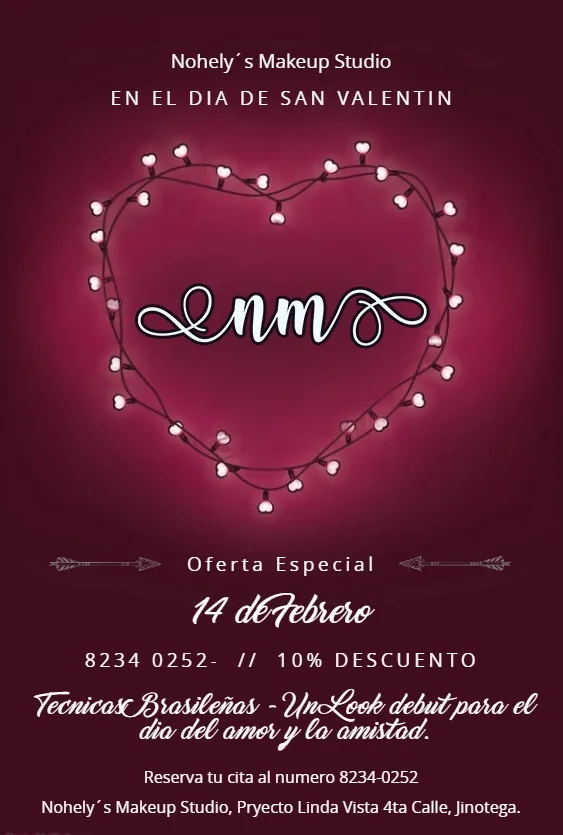 Nohely´s Makeup Studio
EN EL DIA DE SAN VALENTIN
nm
Oferta Especial
14 de Febrero
8234 0252- // 10% DESCUENTO
Tecnicas Brasileñas - Un Look debut para el
dia del amor y la amistad.
Reserva tu cita al numero 8234-0252
Nohely´s Makeup Studio, Pryecto Linda Vista 4ta Calle, Jinotega.